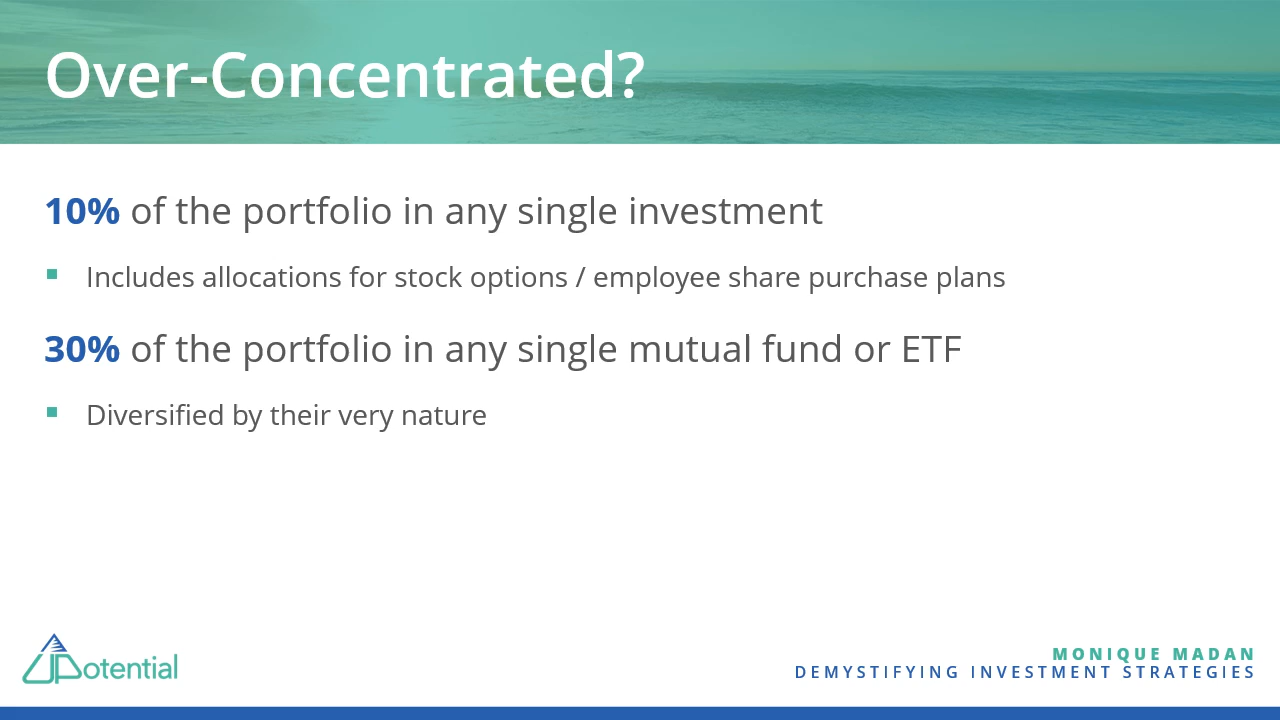 Over-Concentrated?
10% of the portfolio in any single investment
▪ Includes allocations for stock options / employee share purchase plans
30% of the portfolio in any single mutual fund or ETF
▪ Diversified by their very nature
UPotential
MONIQUE MADAN
DEMYSTIFYING INVESTMENT STRATEGIES